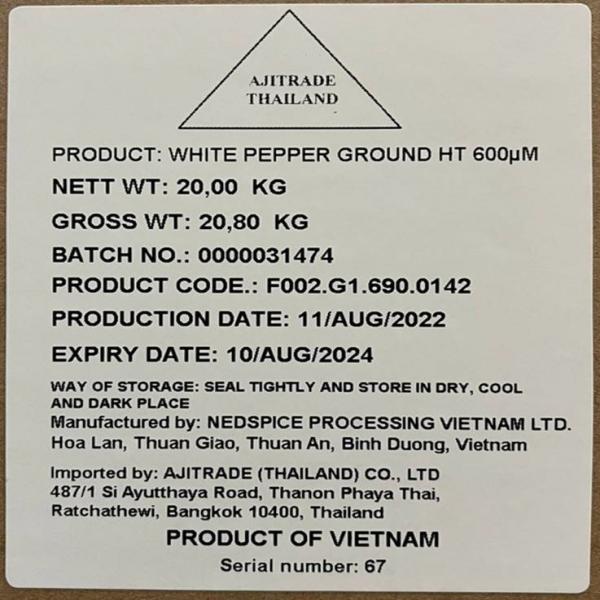 AJITRADE
THAILAND
PRODUCT: WHITE PEPPER GROUND HT 600µM
NETT WT: 20,00 KG
GROSS WT: 20,80 KG
BATCH NO.: 0000031474
PRODUCT CODE.: F002.G1.690.0142
PRODUCTION DATE: 11/AUG/2022
EXPIRY DATE: 10/AUG/2024
WAY OF STORAGE: SEAL TIGHTLY AND STORE IN DRY, COOL
AND DARK PLACE
Manufactured by: NEDSPICE PROCESSING VIETNAM LTD.
Hoa Lan, Thuan Giao, Thuan An, Binh Duong, Vietnam
Imported by: AJITRADE (THAILAND) CO., LTD
487/1 Si Ayutthaya Road, Thanon Phaya Thai,
Ratchathewi, Bangkok 10400, Thailand
PRODUCT OF VIETNAM
Serial number: 67